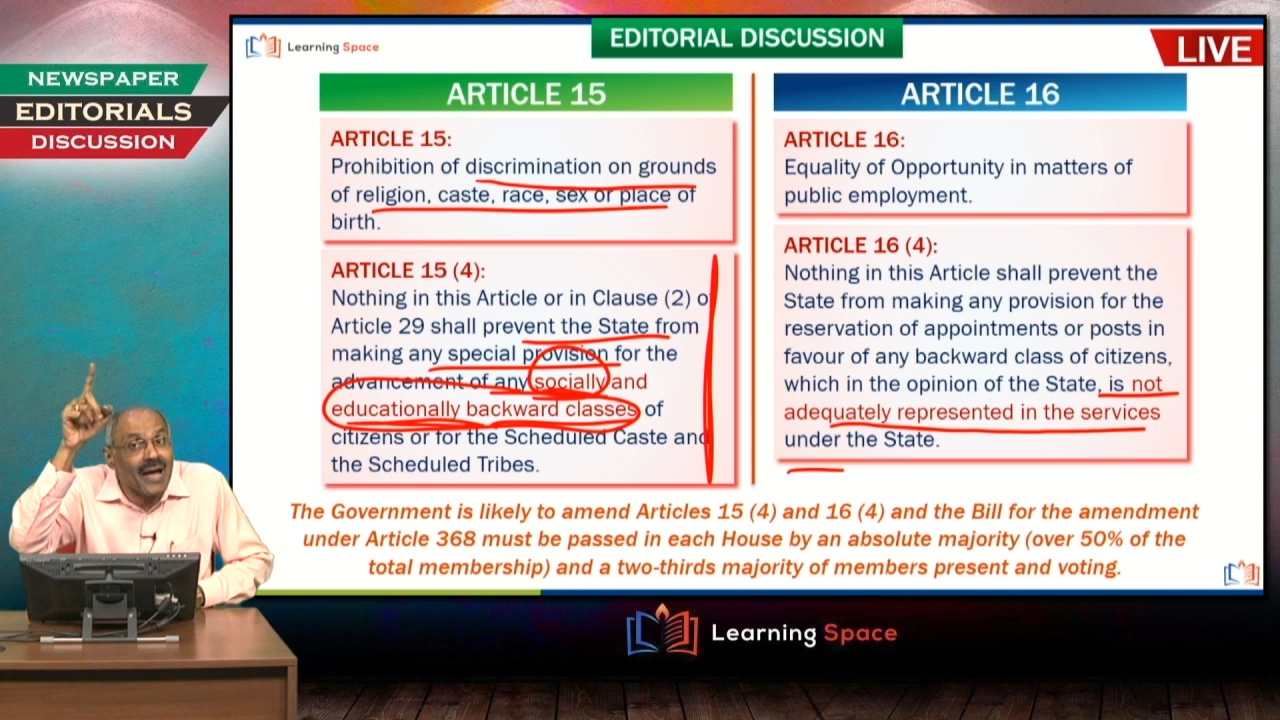 NEWSPAPER
EDITORIALS
DISCUSSION
Learning Space
EDITORIAL DISCUSSION
LIVE
ARTICLE 15
ARTICLE 15:
Prohibition of discrimination on grounds
of religion, caste, race, sex or place of
birth.
ARTICLE 15 (4):
Nothing in this Article or in Clause (2) of
Article 29 shall prevent the State from
making any special provision for the
advancement of any socially and
educationally backward classes of
citizens or for the Scheduled Caste and
the Scheduled Tribes.
ARTICLE 16
ARTICLE 16:
Equality of Opportunity in matters of
public employment.
ARTICLE 16 (4):
Nothing in this Article shall prevent the
State from making any provision for the
reservation of appointments or posts in
favour of any backward class of citizens,
which in the opinion of the State, is not
adequately represented in the services
under the State.
The Government is likely to amend Articles 15 (4) and 16 (4) and the Bill for the amendment
under Article 368 must be passed in each House by an absolute majority (over 50% of the
total membership) and a two-thirds majority of members present and voting.
Learning Space